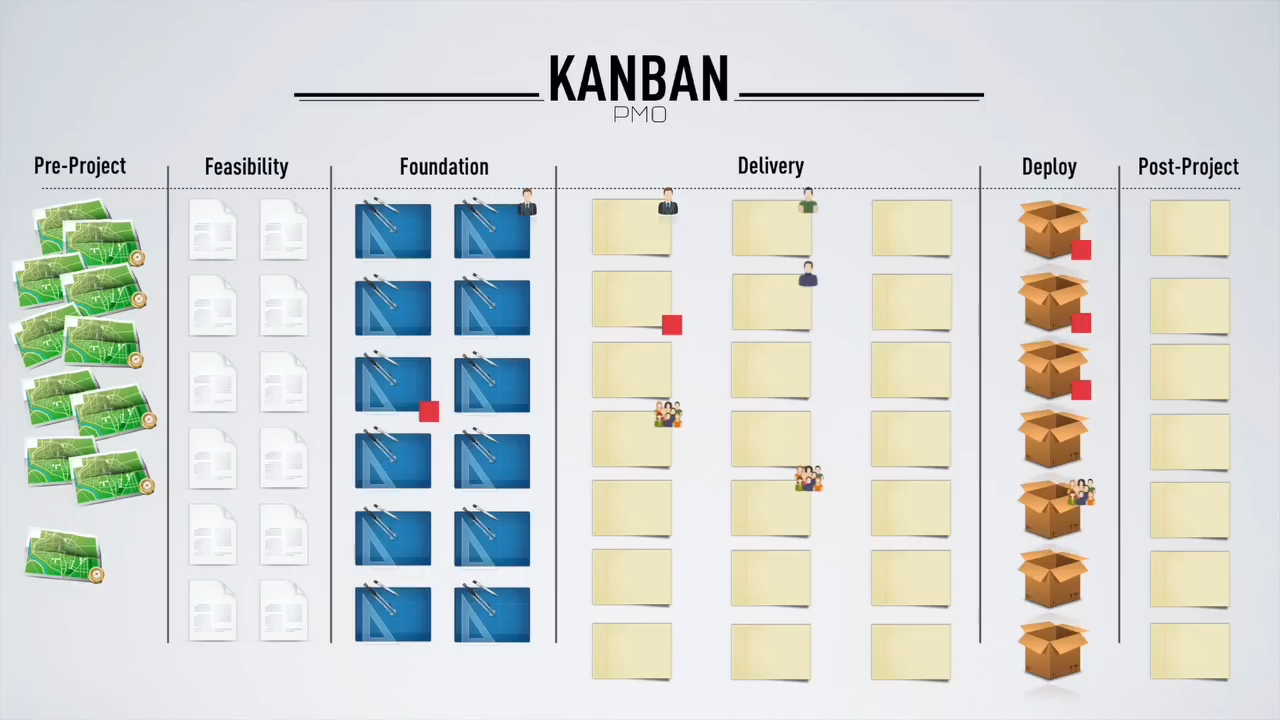 KANBAN
PMO
Pre-Project
Feasibility
Foundation
Delivery
Deploy
Post-Project